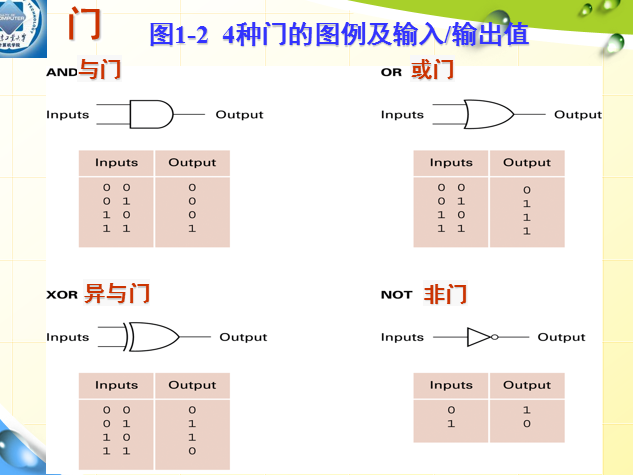 门
图1-2 4种门的图例及输入/输出值
AND 与门
Inputs Output
Inputs Output
0 0 0
0 1 0
1 0 0
1 1 1
OR 或门
Inputs Output
Inputs Output
0 0 0
0 1 1
1 0 1
1 1 1
XOR 异与门
Inputs Output
Inputs Output
0 0 0
0 1 1
1 0 1
1 1 0
NOT 非门
Inputs Output
Inputs Output
0 1
1 0